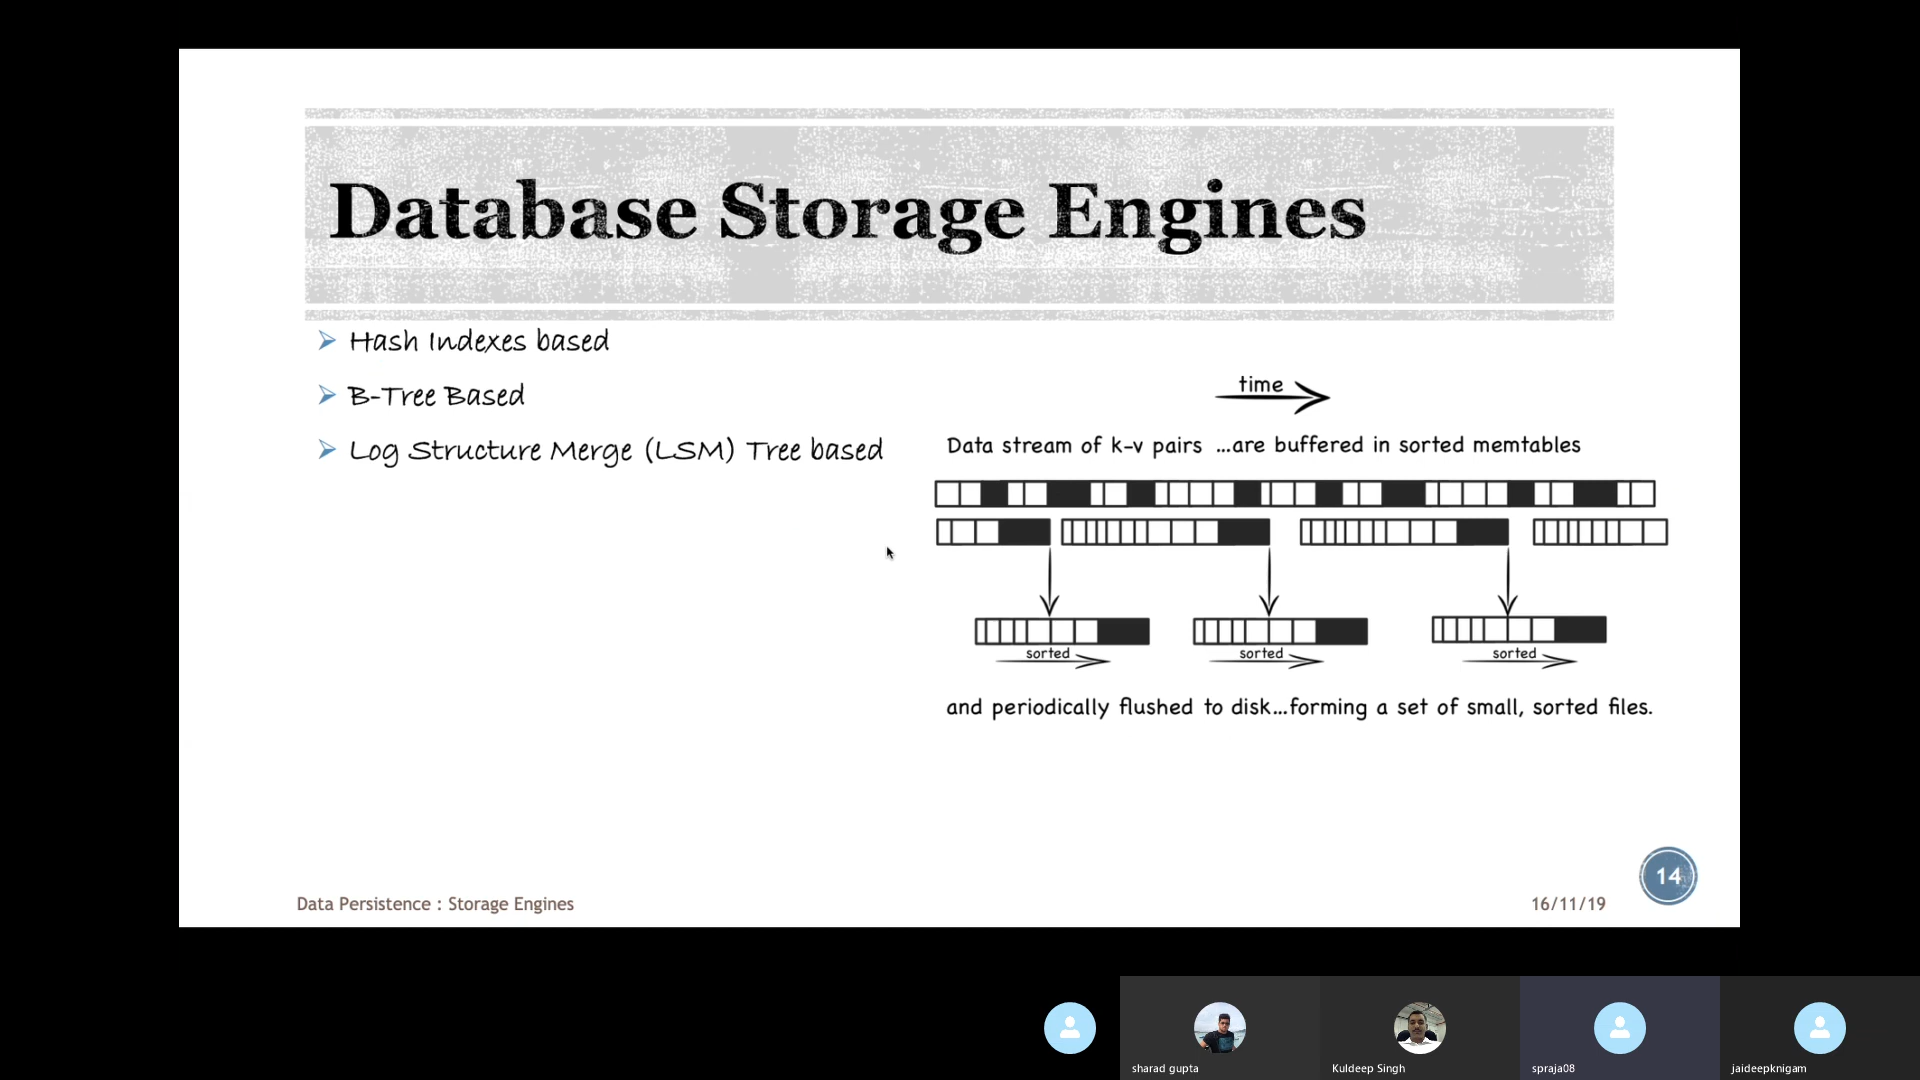 Database Storage Engines
Hash Indexes based
B-Tree Based
Log Structure Merge (LSM) Tree based
time
Data stream of k-v pairs ...are buffered in sorted memtables
sorted
sorted
sorted
and periodically flushed to disk...forming a set of small, sorted files.
14
Data Persistence : Storage Engines
16/11/19
sharad gupta
Kuldeep Singh
spraja08
jaideepknigam